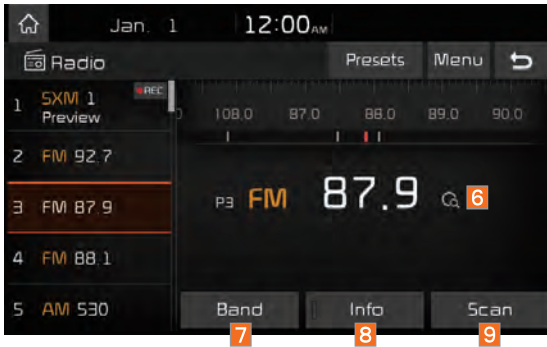 Jan. 1 12:00AM
Radio Presets Menu
1 SXM 1 REC
Preview
2 FM 92.7
3 FM 87.9
4 FM 88.1
5 AM 530
108.0 87.0 88.0 89.0 90.0
P3 FM 87.9 6
Band Info Scan
7 8 9